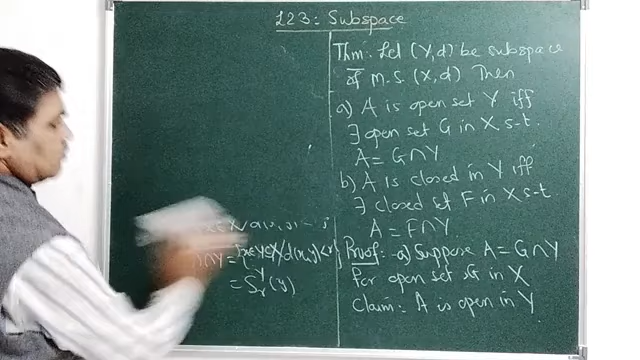 L23: Subspace
Thm: Let (Y,d) be subspace
of M.S. (X,d) Then
a) A is open set Y iff
∃ open set G in X s-t.
A = G∩Y
b) A is closed in Y iff
∃ closed set F in X s-t
A = F∩Y.
Proof: a) Suppose A = G∩Y
for open set G in X
Claim: A is open in Y
∩Y = {x∈Y/d(x,y)<r}
= S_r^Y(y)